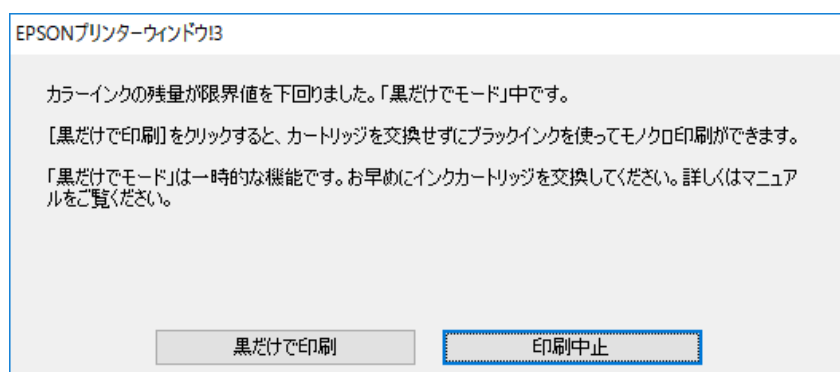 EPSONプリンターウィンドウ!3
カラーインクの残量が限界値を下回りました。「黒だけでモード」中です。
[黒だけで印刷]をクリックすると、カートリッジを交換せずにブラックインクを使ってモノクロ印刷ができます。
「黒だけでモード」は一時的な機能です。お早めにインクカートリッジを交換してください。詳しくはマニュア
ルをご覧ください。
黒だけで印刷
印刷中止